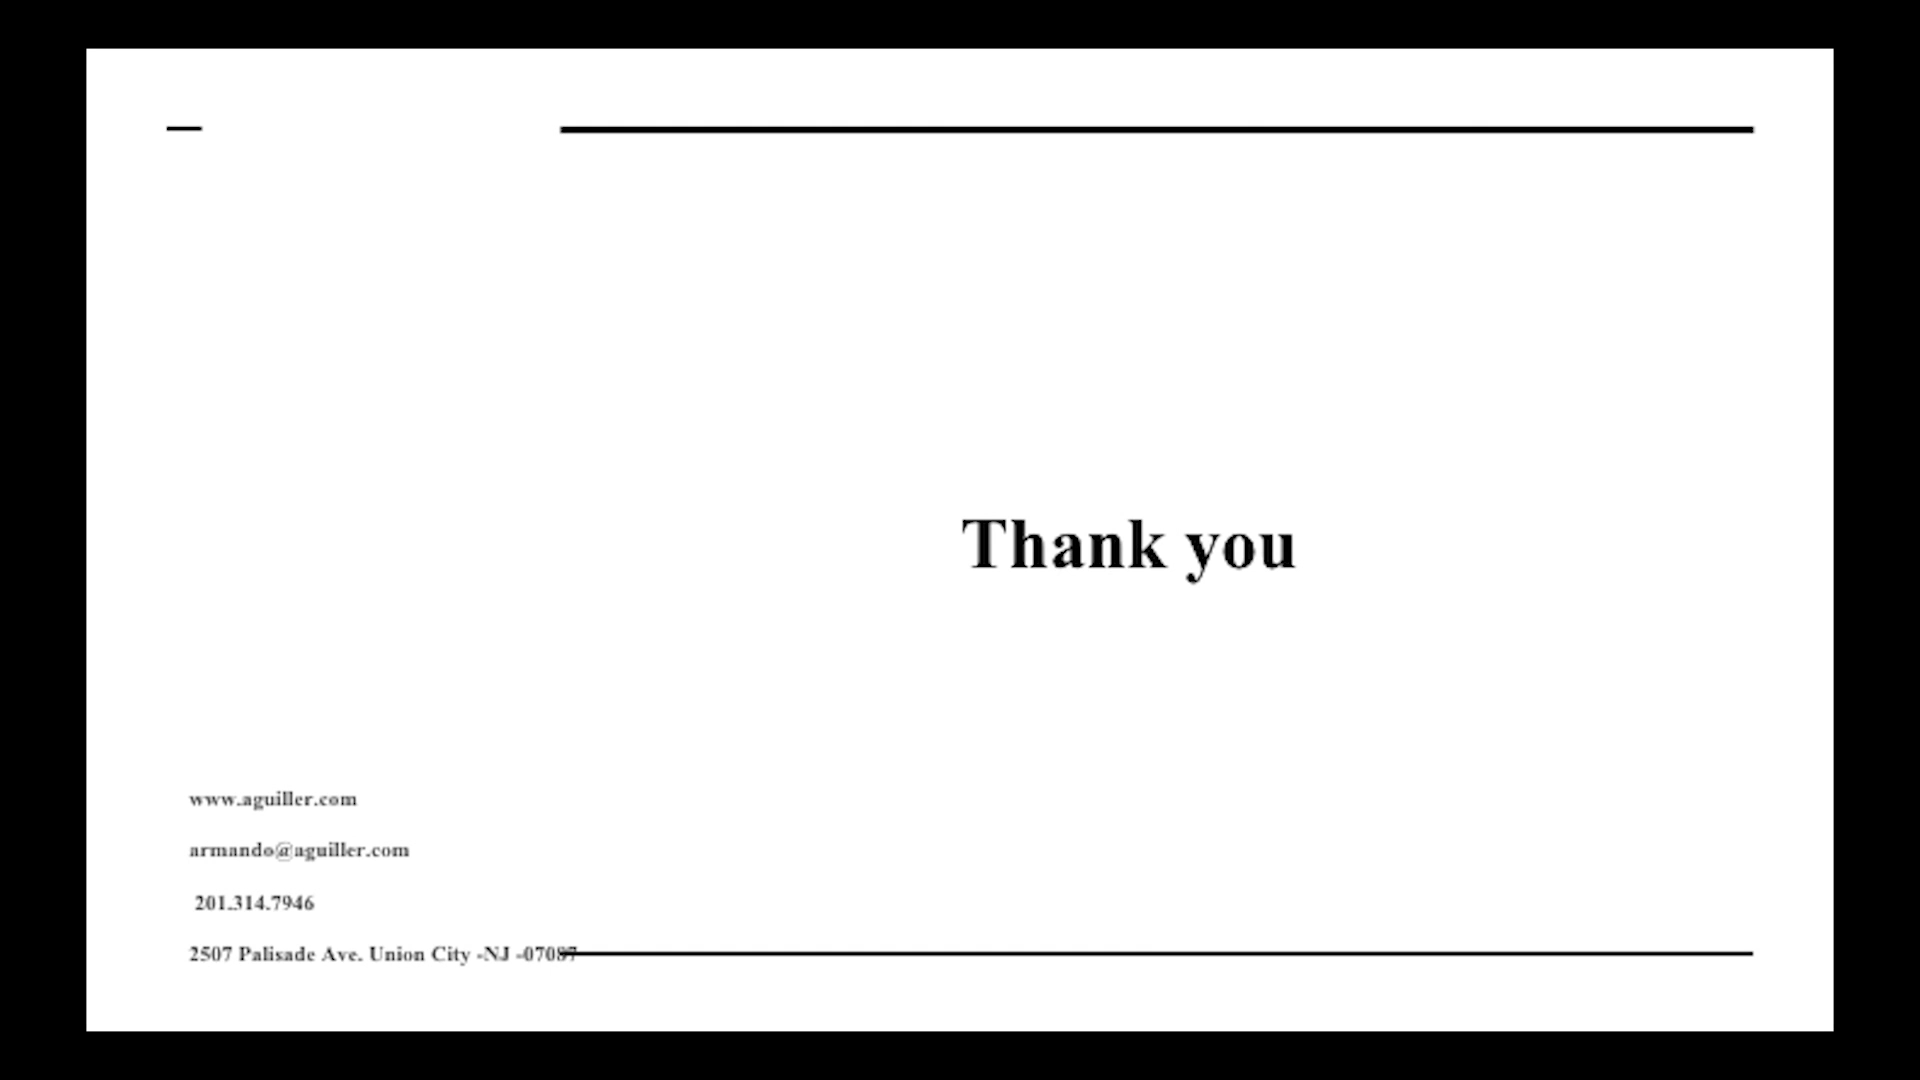 Thank you
www.aguiller.com
armando@aguiller.com
201.314.7946
2507 Palisade Ave. Union City -NJ -07087